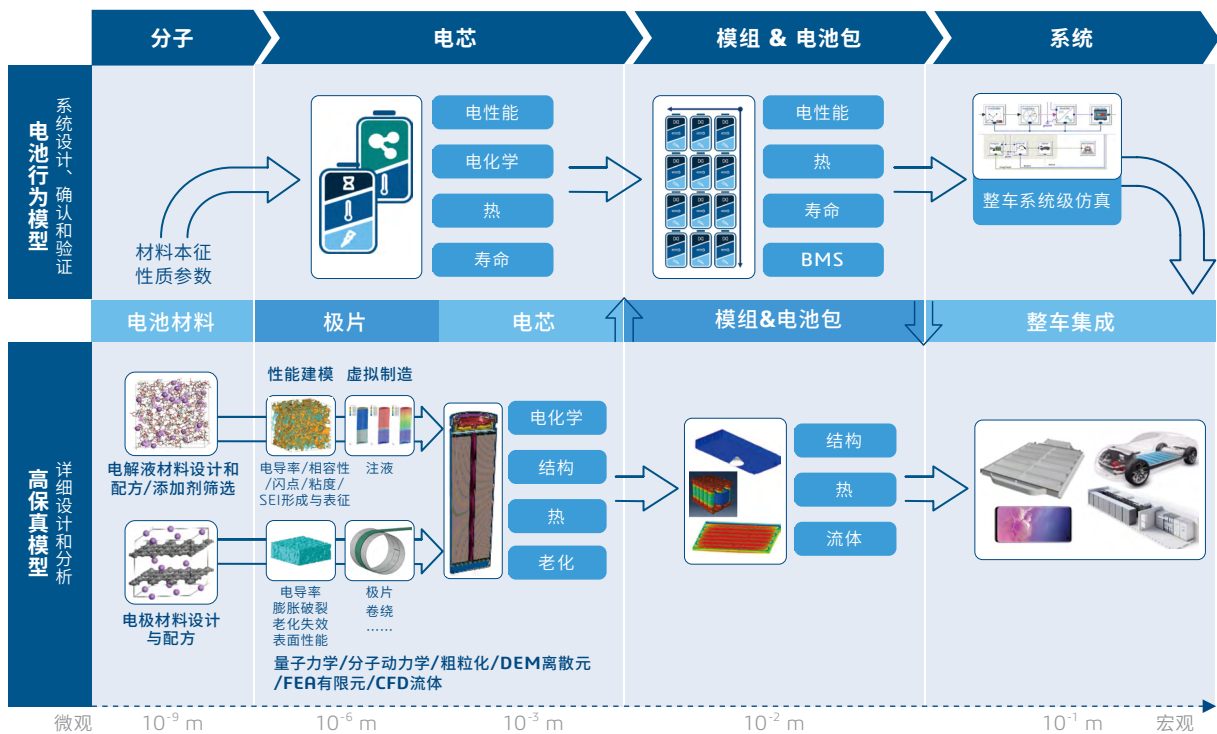 分子
电芯
模组 & 电池包
系统
电池行为模型
系统设计、确认和验证
材料本征
性质参数
电性能
电化学
热
寿命
电性能
热
寿命
BMS
整车系统级仿真
电池材料
极片
电芯
模组&电池包
整车集成
高保真模型
详细设计和分析
电解液材料设计和
配方/添加剂筛选
电极材料设计
与配方
性能建模
虚拟制造
电导率/相容性
/闪点/粘度/
SEI形成与表征
注液
电导率
膨胀破裂
老化失效
表面性能
极片
卷绕
……
电化学
结构
热
老化
结构
热
流体
量子力学/分子动力学/粗粒化/DEM离散元
/FEA有限元/CFD流体
微观
10⁻⁹ m
10⁻⁶ m
10⁻³ m
10⁻² m
10⁻¹ m
宏观